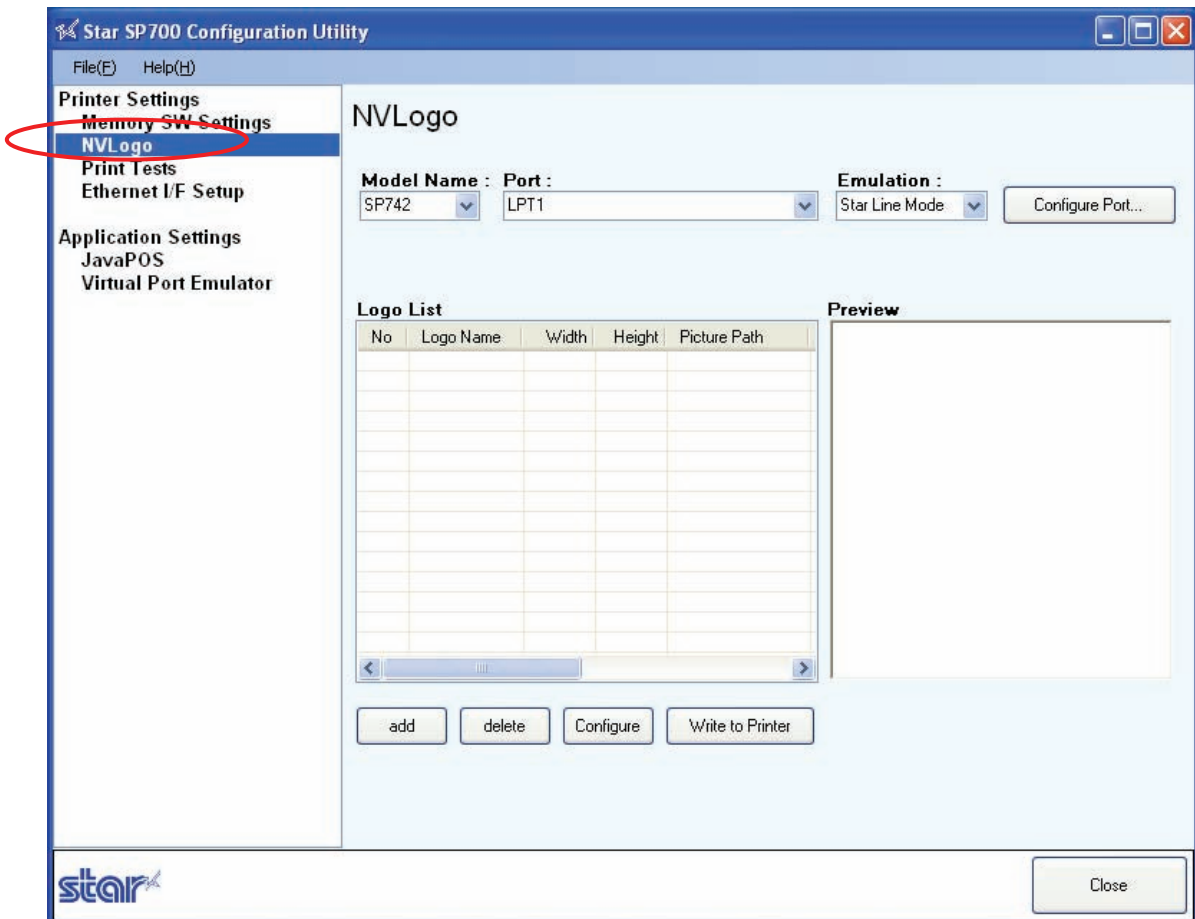 Star SP700 Configuration Utility
File(F) Help(H)
Printer Settings
Memory SW Settings
NVLogo
Print Tests
Ethernet I/F Setup
Application Settings
JavaPOS
Virtual Port Emulator
NVLogo
Model Name : Port : Emulation :
SP742 LPT1 Star Line Mode Configure Port...
Logo List Preview
No Logo Name Width Height Picture Path
add delete Configure Write to Printer
star Close